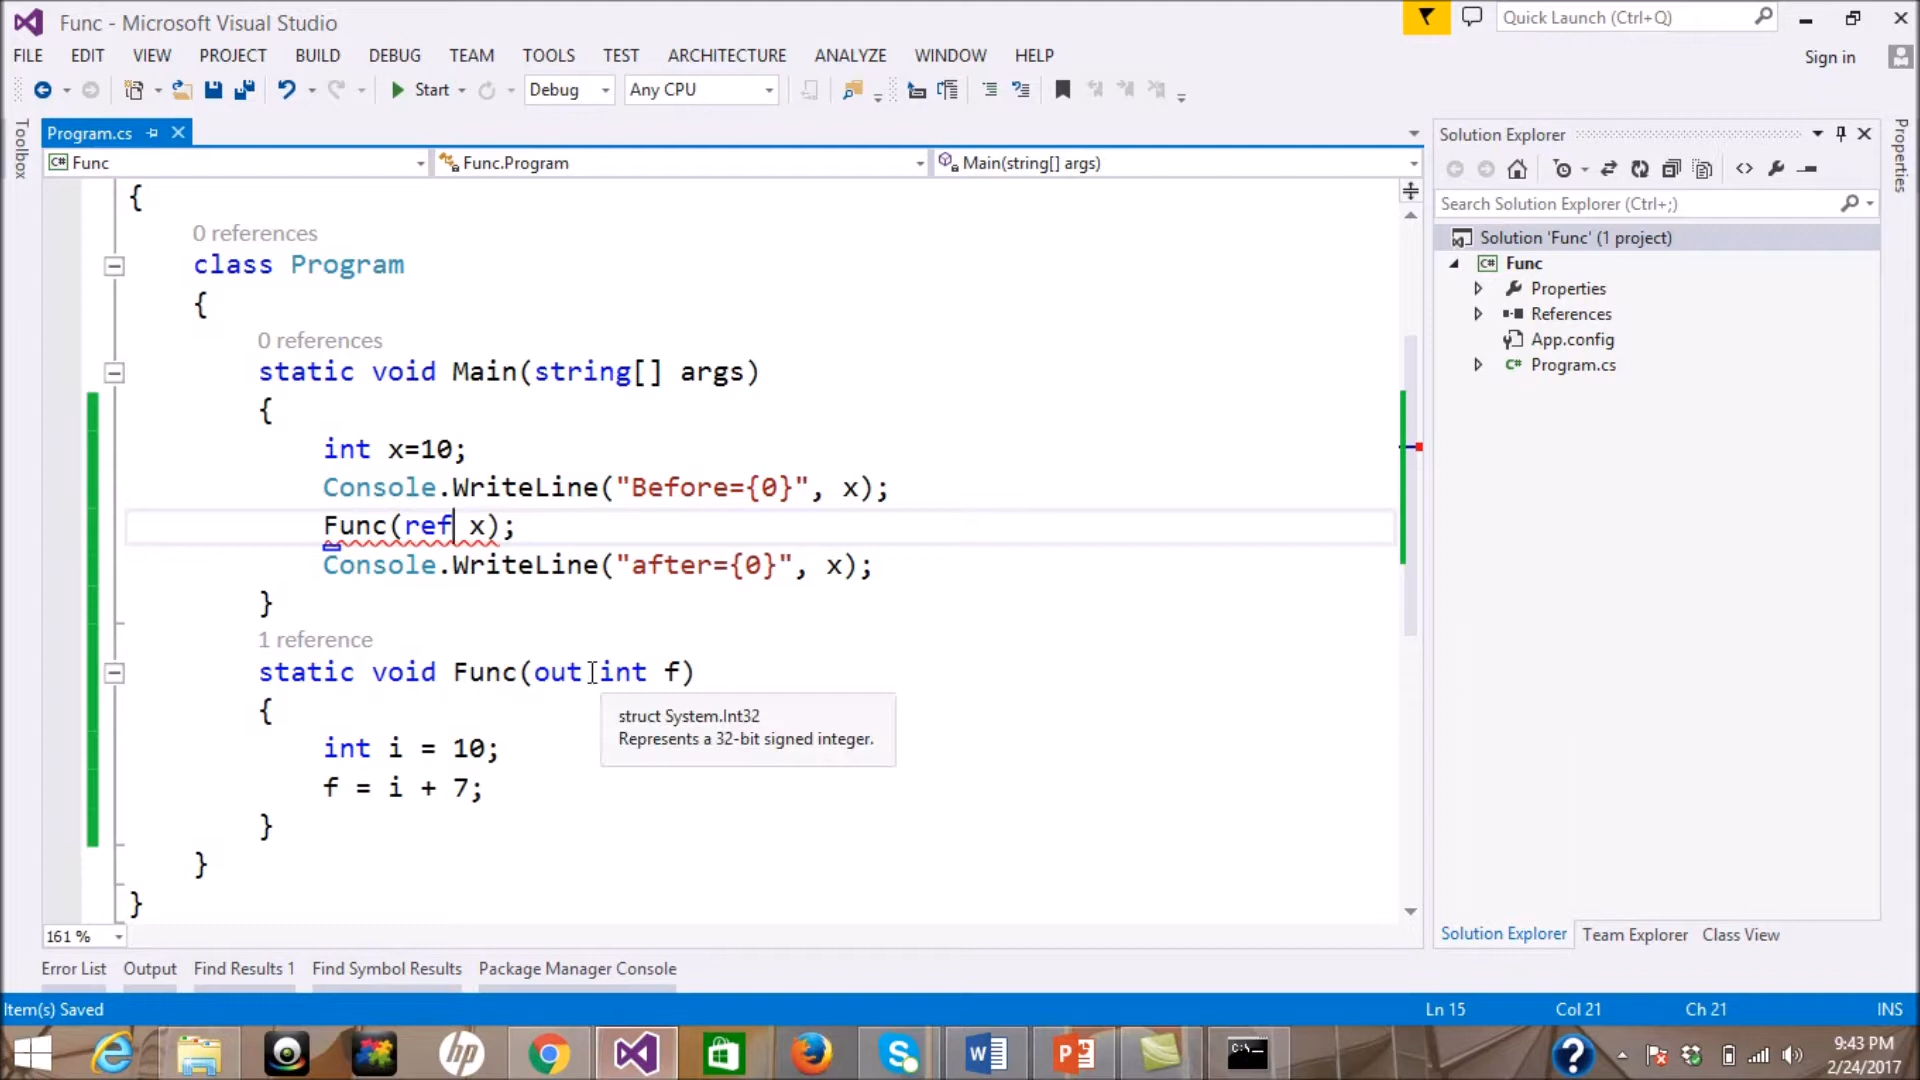 Func - Microsoft Visual Studio
Quick Launch (Ctrl+Q)
FILE EDIT VIEW PROJECT BUILD DEBUG TEAM TOOLS TEST ARCHITECTURE ANALYZE WINDOW HELP
Sign in
Start Debug Any CPU
Toolbox
Program.cs
Func Func.Program Main(string[] args)
{
0 references
class Program
{
0 references
static void Main(string[] args)
{
int x=10;
Console.WriteLine("Before={0}", x);
Func(ref x);
Console.WriteLine("after={0}", x);
}
1 reference
static void Func(out int f)
{
struct System.Int32
Represents a 32-bit signed integer.
int i = 10;
f = i + 7;
}
}
}
161 %
Solution Explorer
Search Solution Explorer (Ctrl+;)
Solution 'Func' (1 project)
C# Func
Properties
References
App.config
C# Program.cs
Solution Explorer Team Explorer Class View
Properties
Error List Output Find Results 1 Find Symbol Results Package Manager Console
Item(s) Saved
Ln 15 Col 21 Ch 21 INS
hp
9:43 PM
2/24/2017